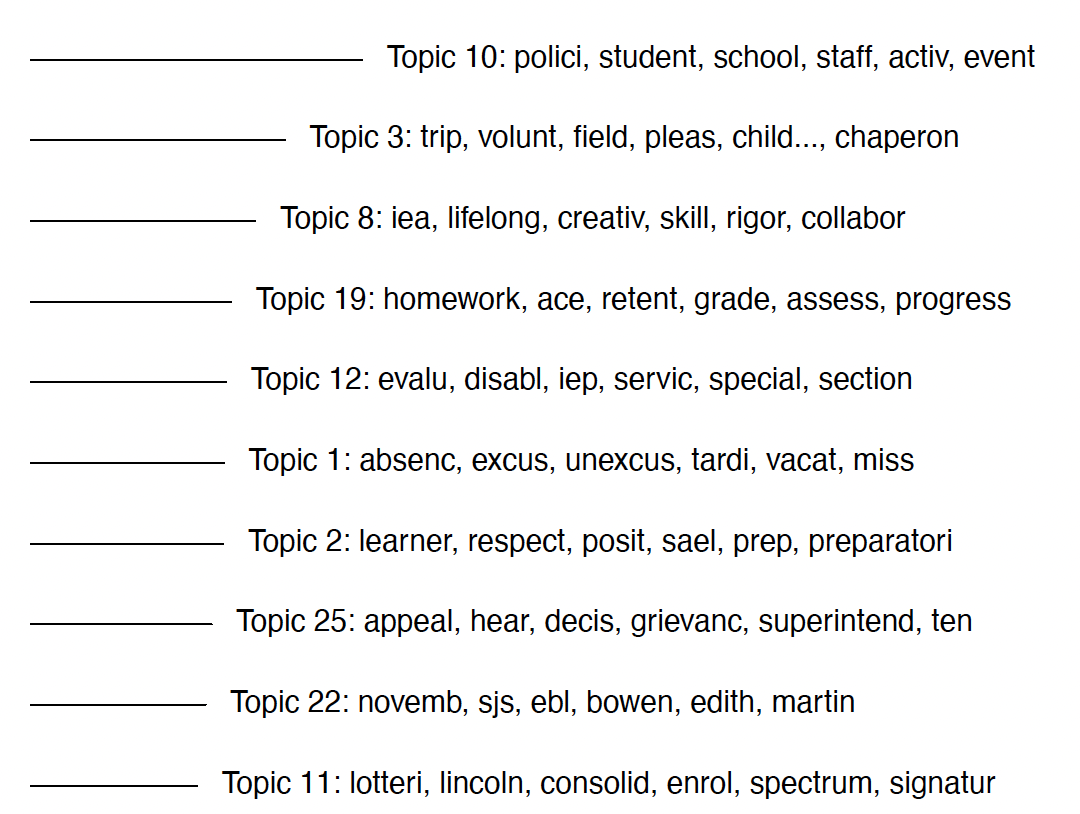 Topic 10: polici, student, school, staff, activ, event
Topic 3: trip, volunt, field, pleas, child..., chaperon
Topic 8: iea, lifelong, creativ, skill, rigor, collabor
Topic 19: homework, ace, retent, grade, assess, progress
Topic 12: evalu, disabl, iep, servic, special, section
Topic 1: absenc, excus, unexcus, tardi, vacat, miss
Topic 2: learner, respect, posit, sael, prep, preparatori
Topic 25: appeal, hear, decis, grievanc, superintend, ten
Topic 22: novemb, sjs, ebl, bowen, edith, martin
Topic 11: lotteri, lincoln, consolid, enrol, spectrum, signatur